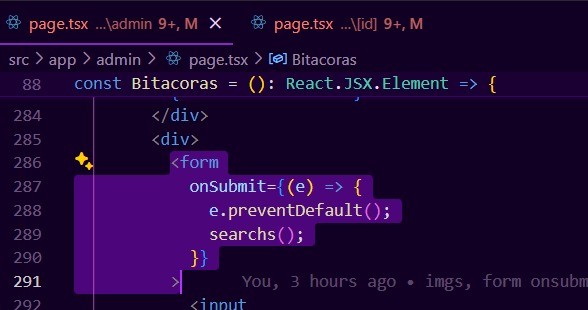 page.tsx ...\admin 9+, M
page.tsx ...\[id] 9+, M
src > app > admin > page.tsx > Bitacoras
88 const Bitacoras = (): React.JSX.Element => {
284 </div>
285 <div>
286 <form
287 onSubmit={(e) => {
288 e.preventDefault();
289 searchs();
290 }}
291 > You, 3 hours ago • imgs, form onsubm
292 <input